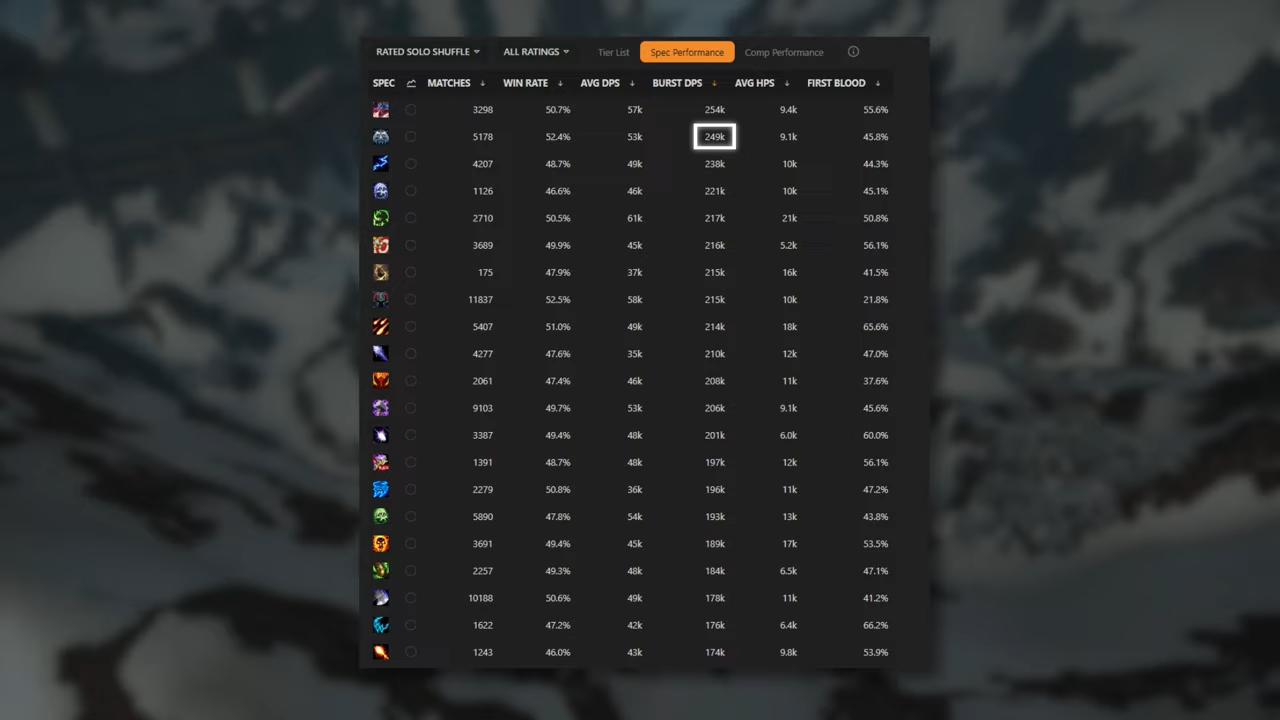 RATED SOLO SHUFFLE ALL RATINGS Tier List Spec Performance Comp Performance
SPEC MATCHES WIN RATE AVG DPS BURST DPS AVG HPS FIRST BLOOD
3298 50.7% 57k 254k 9.4k 55.6%
5178 52.4% 53k 249k 9.1k 45.8%
4207 48.7% 49k 238k 10k 44.3%
1126 46.6% 46k 221k 10k 45.1%
2710 50.5% 61k 217k 21k 50.8%
3689 49.9% 45k 216k 5.2k 56.1%
175 47.9% 37k 215k 16k 41.5%
11837 52.5% 58k 215k 10k 21.8%
5407 51.0% 49k 214k 18k 65.6%
4277 47.6% 35k 210k 12k 47.0%
2061 47.4% 46k 208k 11k 37.6%
9103 49.7% 53k 206k 9.1k 45.6%
3387 49.4% 48k 201k 6.0k 60.0%
1391 48.7% 48k 197k 12k 56.1%
2279 50.8% 36k 196k 11k 47.2%
5890 47.8% 54k 193k 13k 43.8%
3691 49.4% 45k 189k 17k 53.5%
2257 49.3% 48k 184k 6.5k 47.1%
10188 50.6% 49k 178k 11k 41.2%
1622 47.2% 42k 176k 6.4k 66.2%
1243 46.0% 43k 174k 9.8k 53.9%